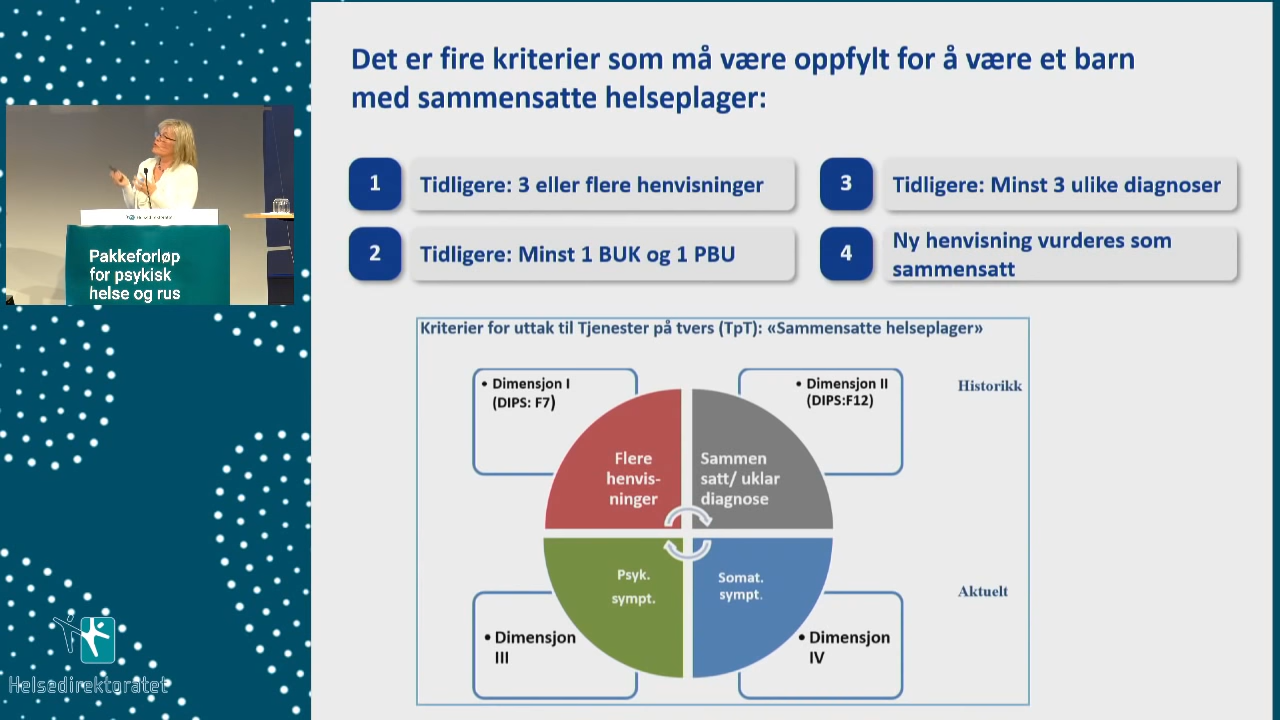 Det er fire kriterier som må være oppfylt for å være et barn
med sammensatte helseplager:
1
Tidligere: 3 eller flere henvisninger
3
Tidligere: Minst 3 ulike diagnoser
2
Tidligere: Minst 1 BUK og 1 PBU
4
Ny henvisning vurderes som
sammensatt
Pakkeforløp
for psykisk
helse og rus
Kriterier for uttak til Tjenester på tvers (TpT): «Sammensatte helseplager»
• Dimensjon I
(DIPS: F7)
• Dimensjon II
(DIPS:F12)
Historikk
Flere
henvis-
ninger
Sammen
satt/ uklar
diagnose
Psyk.
sympt.
Somat.
sympt.
Aktuelt
• Dimensjon
III
• Dimensjon
IV
Helsedirektoratet